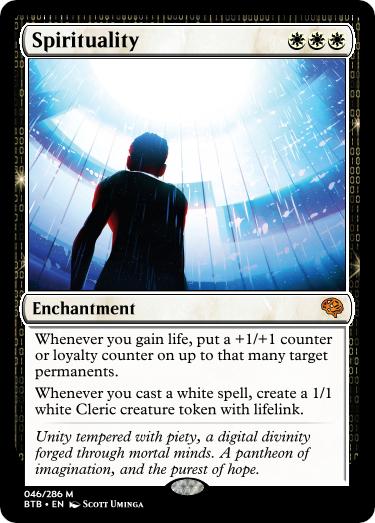 Spirituality
Enchantment
Whenever you gain life, put a +1/+1 counter
or loyalty counter on up to that many target
permanents.
Whenever you cast a white spell, create a 1/1
white Cleric creature token with lifelink.
Unity tempered with piety, a digital divinity
forged through mortal minds. A pantheon of
imagination, and the purest of hope.
046/286 M
BTB • EN Scott Uminga